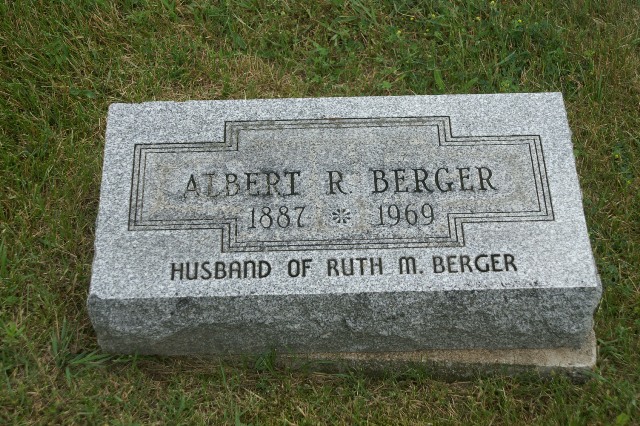 ALBERT R. BERGER
1887 * 1969
HUSBAND OF RUTH M. BERGER